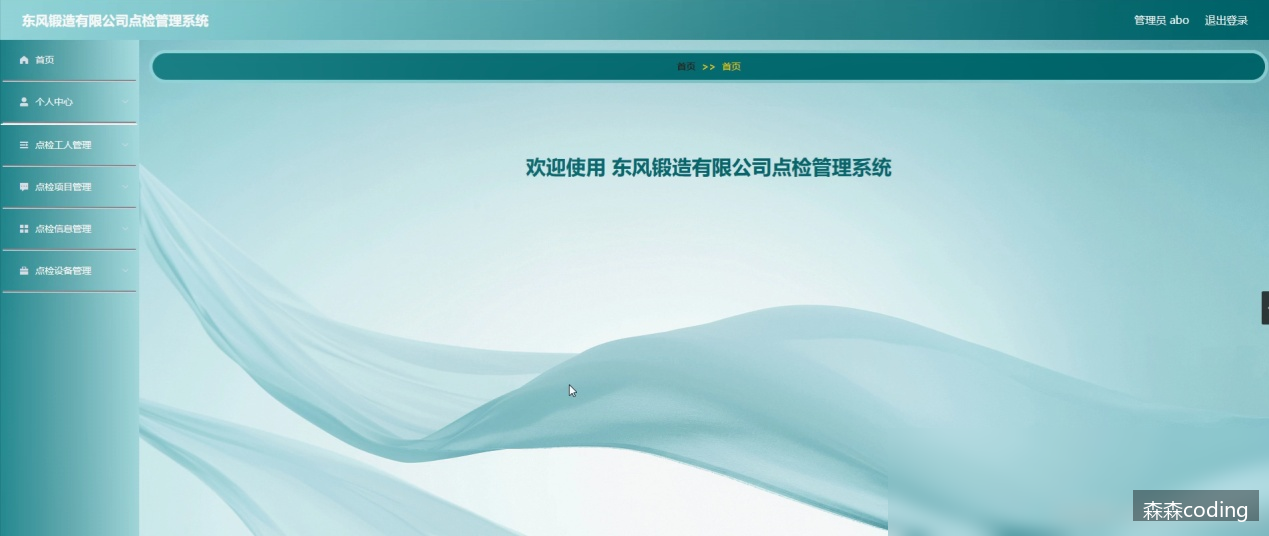 东风锻造有限公司点检管理系统
管理员 abo 退出登录
首页
首页 >> 首页
个人中心
点检工人管理
点检项目管理
点检信息管理
点检设备管理
欢迎使用 东风锻造有限公司点检管理系统
森森coding